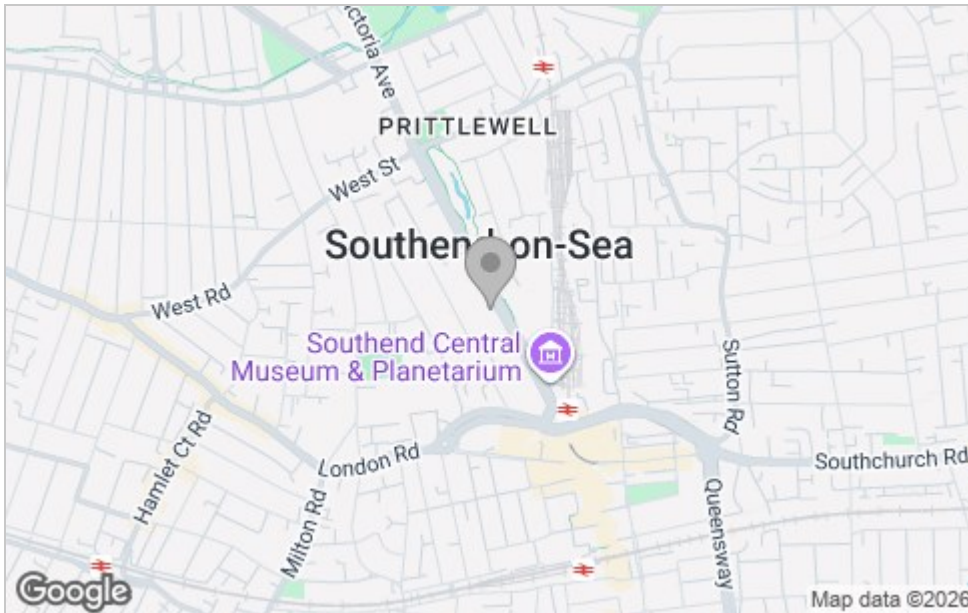 Victoria Ave
PRITTLEWELL
West St
Southend-on-Sea
West Rd
Southend Central
Museum & Planetarium
Sutton Rd
Hamlet Ct Rd
London Rd
Southchurch Rd
Milton Rd
Queensway
Google
Map data ©2026